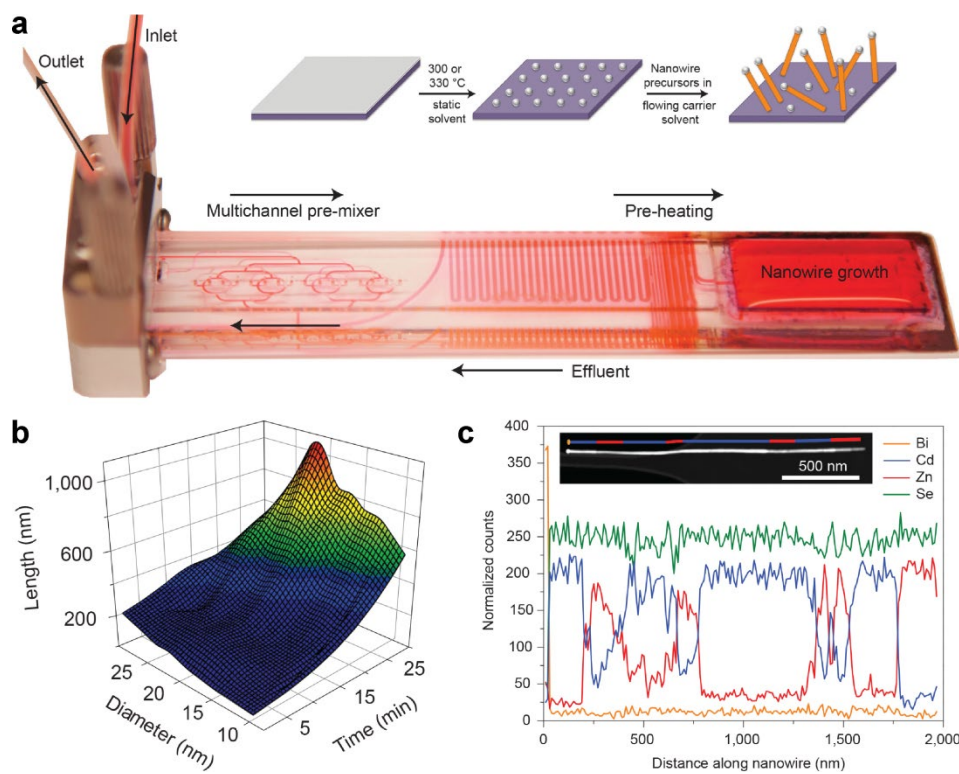 a
Inlet
Outlet
300 or
330 °C
static
solvent
Nanowire
precursors in
flowing carrier
solvent
Multichannel pre-mixer
Pre-heating
Nanowire growth
Effluent
b
Length (nm)
1,000
600
200
25
20
15
10
Diameter (nm)
5
15
25
Time (min)
c
Normalized counts
400
350
300
250
200
150
100
50
0
Bi
Cd
Zn
Se
500 nm
0
500
1,000
1,500
2,000
Distance along nanowire (nm)